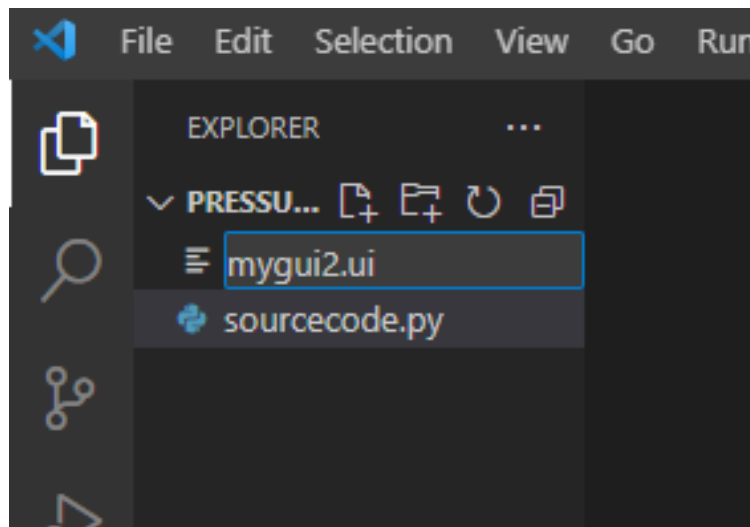 File Edit Selection View Go Run
EXPLORER ...
PRESSU...
mygui2.ui
sourcecode.py